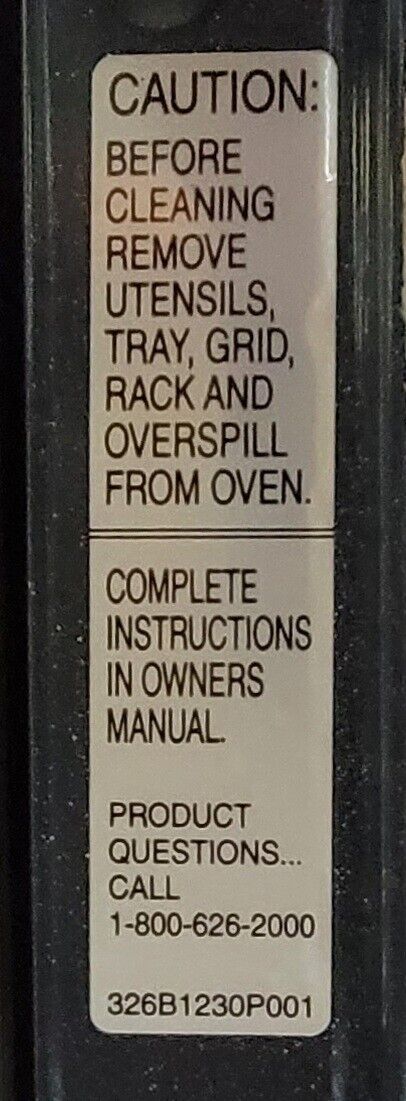 CAUTION:
BEFORE
CLEANING
REMOVE
UTENSILS,
TRAY, GRID,
RACK AND
OVERSPILL
FROM OVEN.
COMPLETE
INSTRUCTIONS
IN OWNERS
MANUAL.
PRODUCT
QUESTIONS...
CALL
1-800-626-2000
326B1230P001